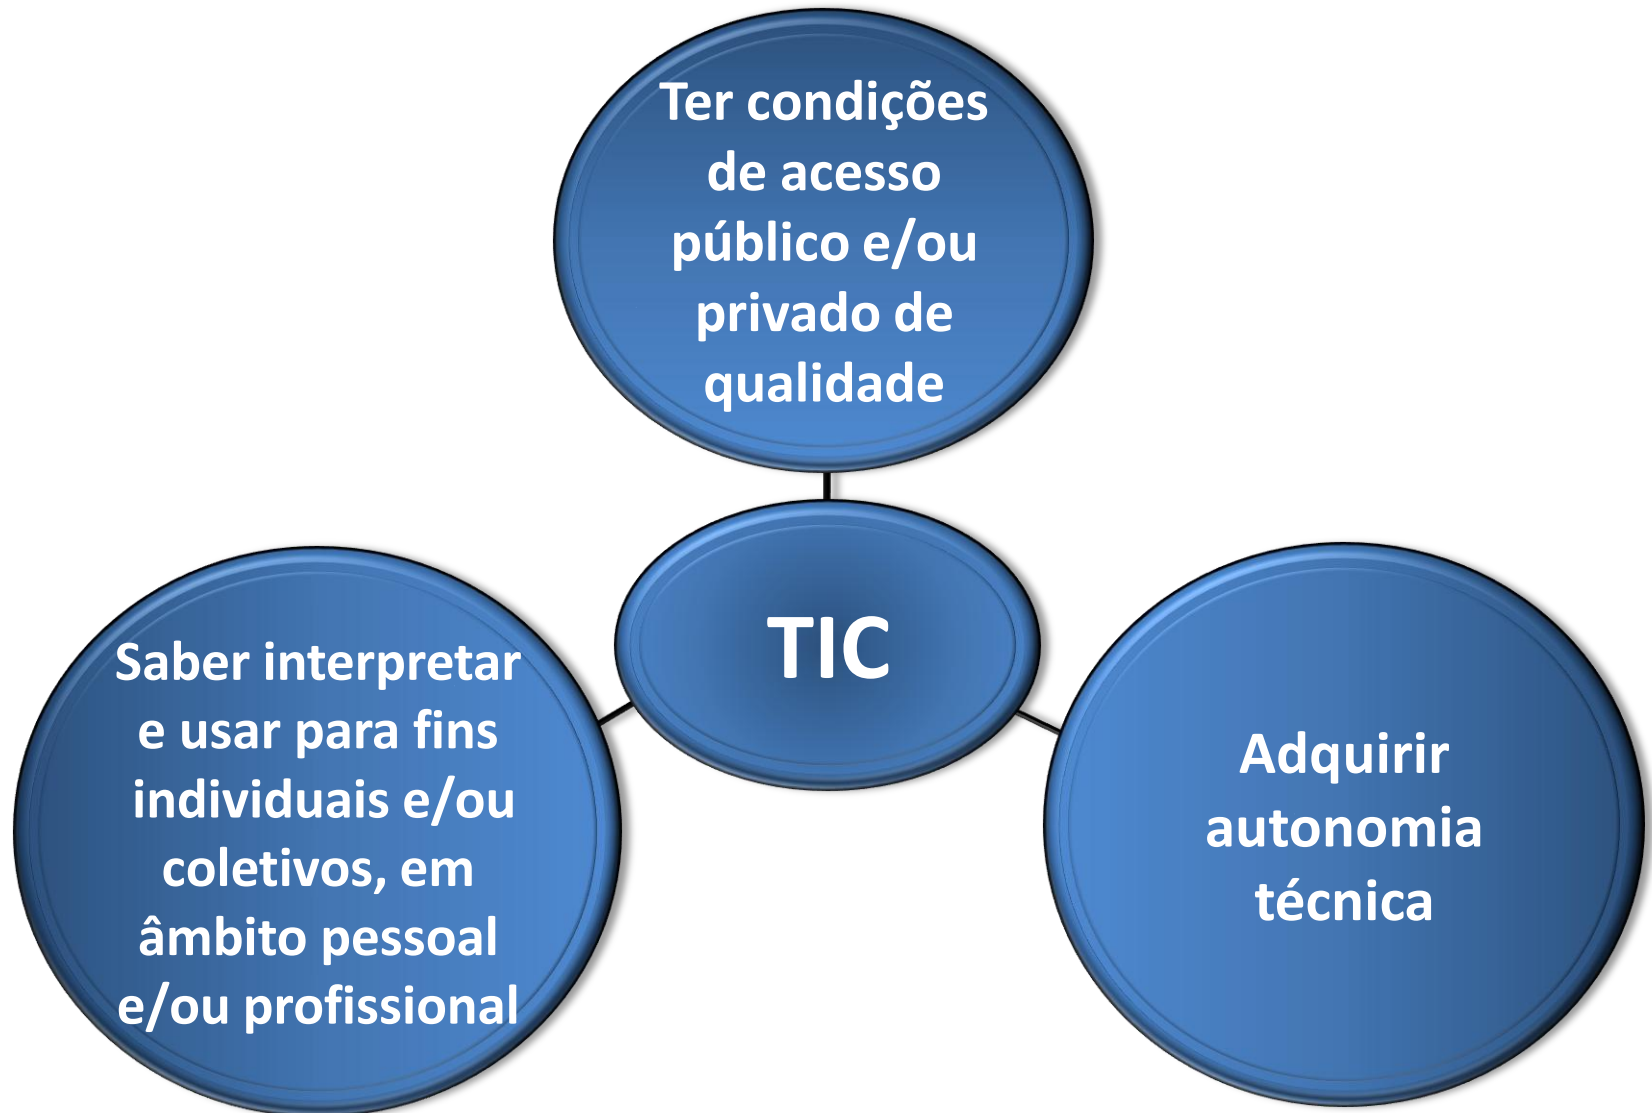 Ter condições
de acesso
público e/ou
privado de
qualidade
TIC
Saber interpretar
e usar para fins
individuais e/ou
coletivos, em
âmbito pessoal
e/ou profissional
Adquirir
autonomia
técnica